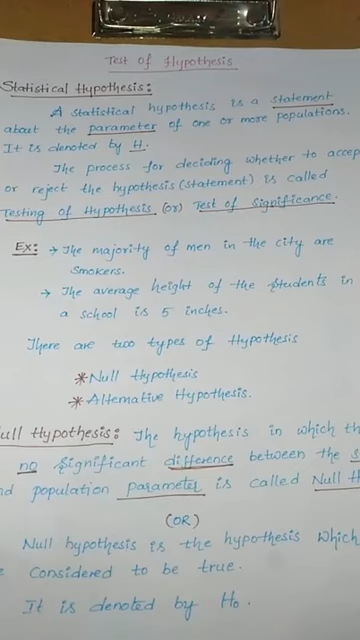 Test of Hypothesis
Statistical Hypothesis:
A statistical hypothesis is a statement
about the parameter of one or more populations.
It is denoted by H.
The process for deciding whether to accep
or reject the hypothesis (statement) is called
Testing of Hypothesis (or) Test of Significance.
Ex: → The majority of men in the city are
smokers.
→ The average height of the students in
a school is 5 inches.
There are two types of Hypothesis
* Null Hypothesis
* Alternative Hypothesis.
ull Hypothesis: The hypothesis in which th
no significant difference between the s
nd population parameter is called Null H
(OR)
Null hypothesis is the hypothesis which
Considered to be true.
It is denoted by H₀.